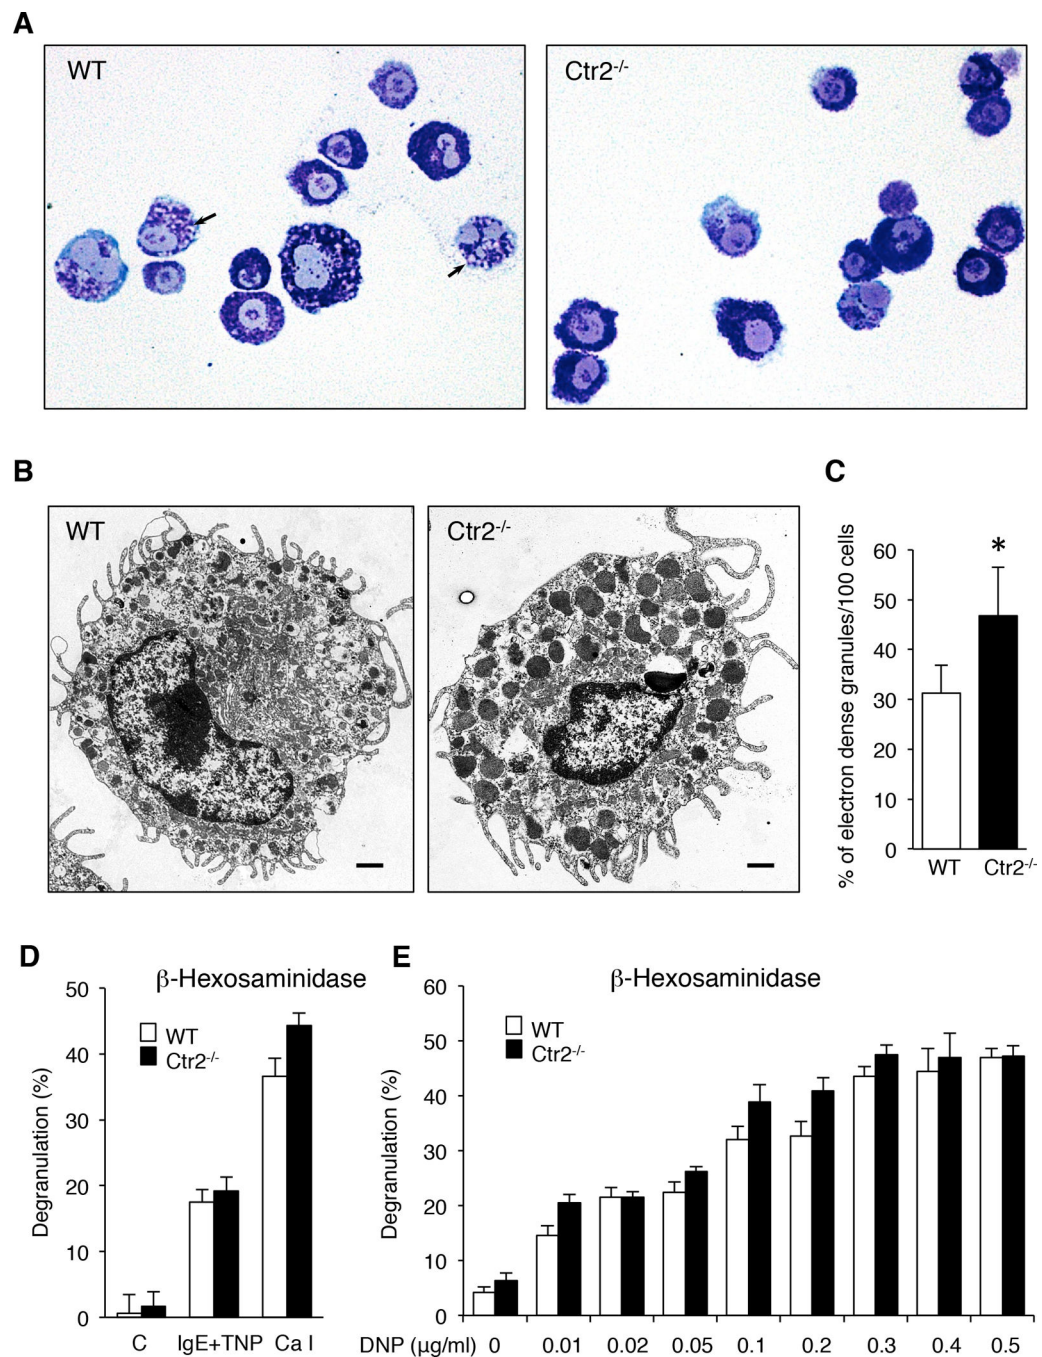 A
WT
Ctr2-/-
B
WT
Ctr2-/-
C
% of electron dense granules/100 cells
60
50
40
30
20
10
0
*
WT
Ctr2-/-
D
β-Hexosaminidase
Degranulation (%)
50
40
30
20
10
0
WT
Ctr2-/-
C
IgE+TNP
Ca I
E
β-Hexosaminidase
Degranulation (%)
60
50
40
30
20
10
0
WT
Ctr2-/-
DNP (μg/ml) 0 0.01 0.02 0.05 0.1 0.2 0.3 0.4 0.5